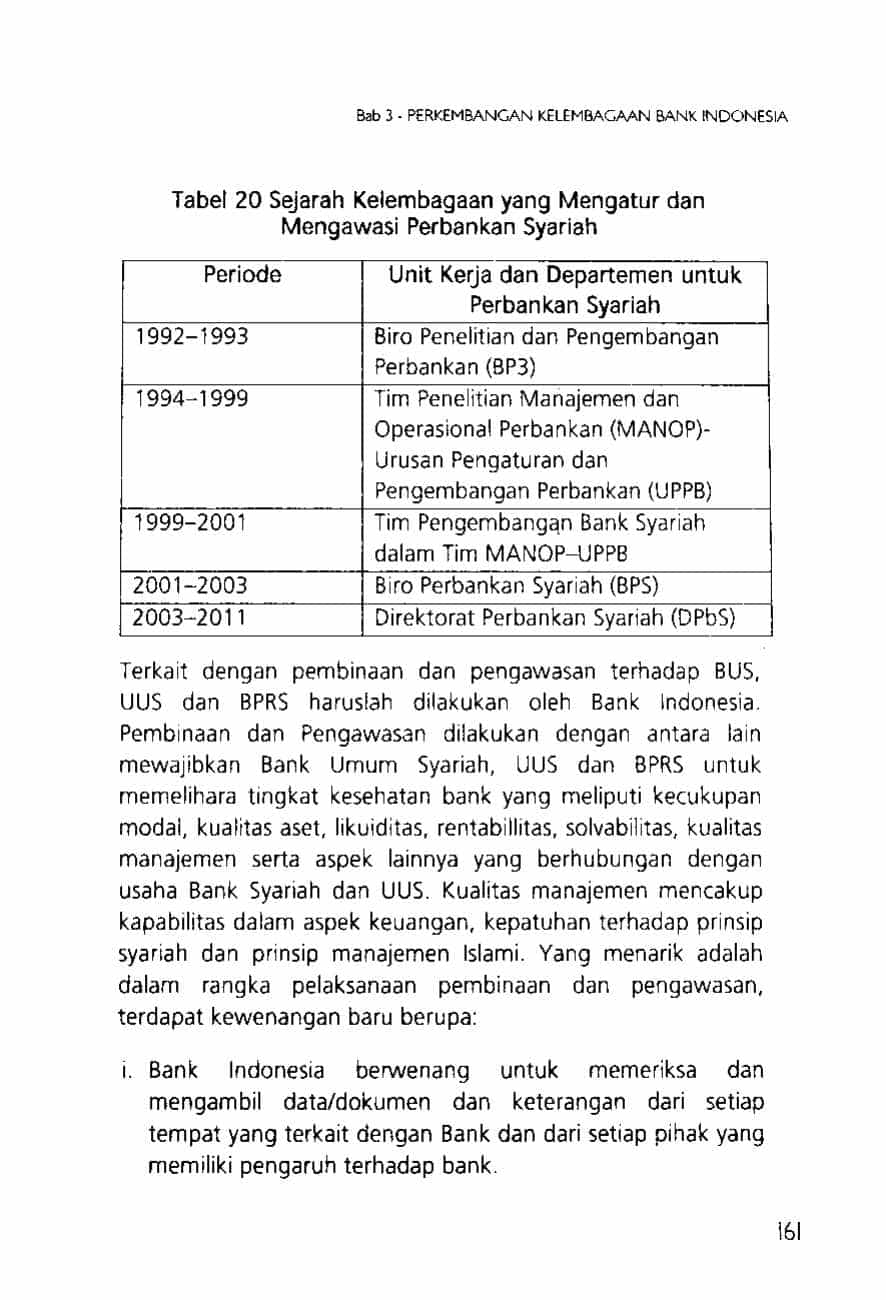 Bab 3 - PERKEMBANGAN KELEMBAGAAN BANK INDONESIA
Tabel 20 Sejarah Kelembagaan yang Mengatur dan
Mengawasi Perbankan Syariah
Periode
Unit Kerja dan Departemen untuk
Perbankan Syariah
1992–1993
Biro Penelitian dan Pengembangan
Perbankan (BP3)
1994–1999
Tim Penelitian Manajemen dan
Operasional Perbankan (MANOP)-
Urusan Pengaturan dan
Pengembangan Perbankan (UPPB)
1999–2001
Tim Pengembangan Bank Syariah
dalam Tim MANOP–UPPB
2001–2003
Biro Perbankan Syariah (BPS)
2003–2011
Direktorat Perbankan Syariah (DPbS)
Terkait dengan pembinaan dan pengawasan terhadap BUS,
UUS dan BPRS haruslah dilakukan oleh Bank Indonesia.
Pembinaan dan Pengawasan dilakukan dengan antara lain
mewajibkan Bank Umum Syariah, UUS dan BPRS untuk
memelihara tingkat kesehatan bank yang meliputi kecukupan
modal, kualitas aset, likuiditas, rentabillitas, solvabilitas, kualitas
manajemen serta aspek lainnya yang berhubungan dengan
usaha Bank Syariah dan UUS. Kualitas manajemen mencakup
kapabilitas dalam aspek keuangan, kepatuhan terhadap prinsip
syariah dan prinsip manajemen Islami. Yang menarik adalah
dalam rangka pelaksanaan pembinaan dan pengawasan,
terdapat kewenangan baru berupa:
i. Bank Indonesia berwenang untuk memeriksa dan
mengambil data/dokumen dan keterangan dari setiap
tempat yang terkait dengan Bank dan dari setiap pihak yang
memiliki pengaruh terhadap bank.
161